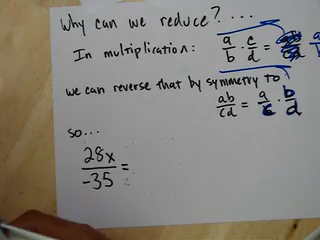 Why can we reduce? ....
In multiplication: a/b · c/d =
we can reverse that by symmetry to
ab/cd = a/c · b/d
so...
28x/-35 =